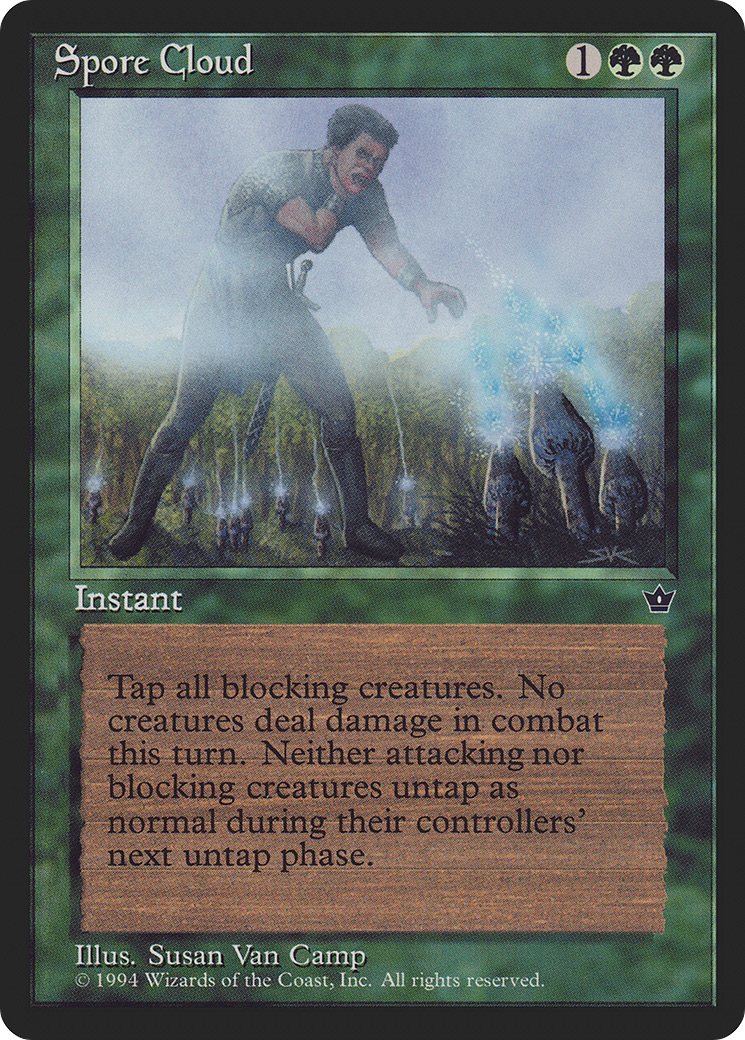 Spore Cloud
1
SVC
Instant
Tap all blocking creatures. No
creatures deal damage in combat
this turn. Neither attacking nor
blocking creatures untap as
normal during their controllers'
next untap phase.
Illus. Susan Van Camp
© 1994 Wizards of the Coast, Inc. All rights reserved.